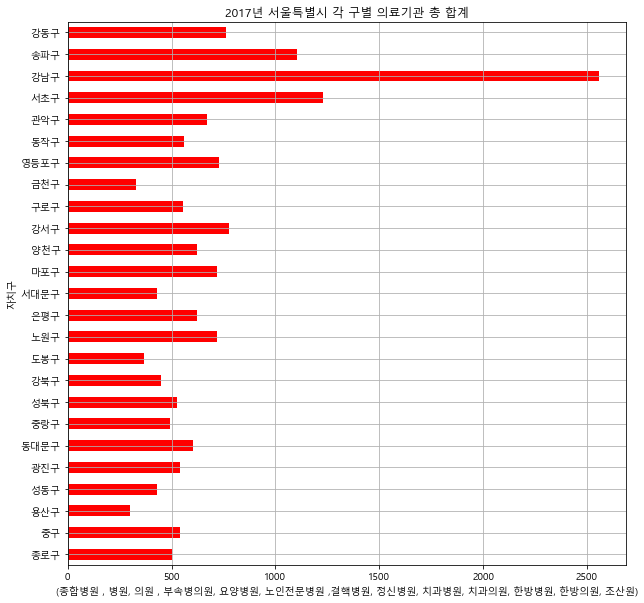 2017년 서울특별시 각 구별 의료기관 총 합계
자치구
강동구
송파구
강남구
서초구
관악구
동작구
영등포구
금천구
구로구
강서구
양천구
마포구
서대문구
은평구
노원구
도봉구
강북구
성북구
중랑구
동대문구
광진구
성동구
용산구
중구
종로구
0 500 1000 1500 2000 2500
(종합병원 , 병원, 의원 , 부속병의원, 요양병원, 노인전문병원 ,결핵병원, 정신병원, 치과병원, 치과의원, 한방병원, 한방의원, 조산원)